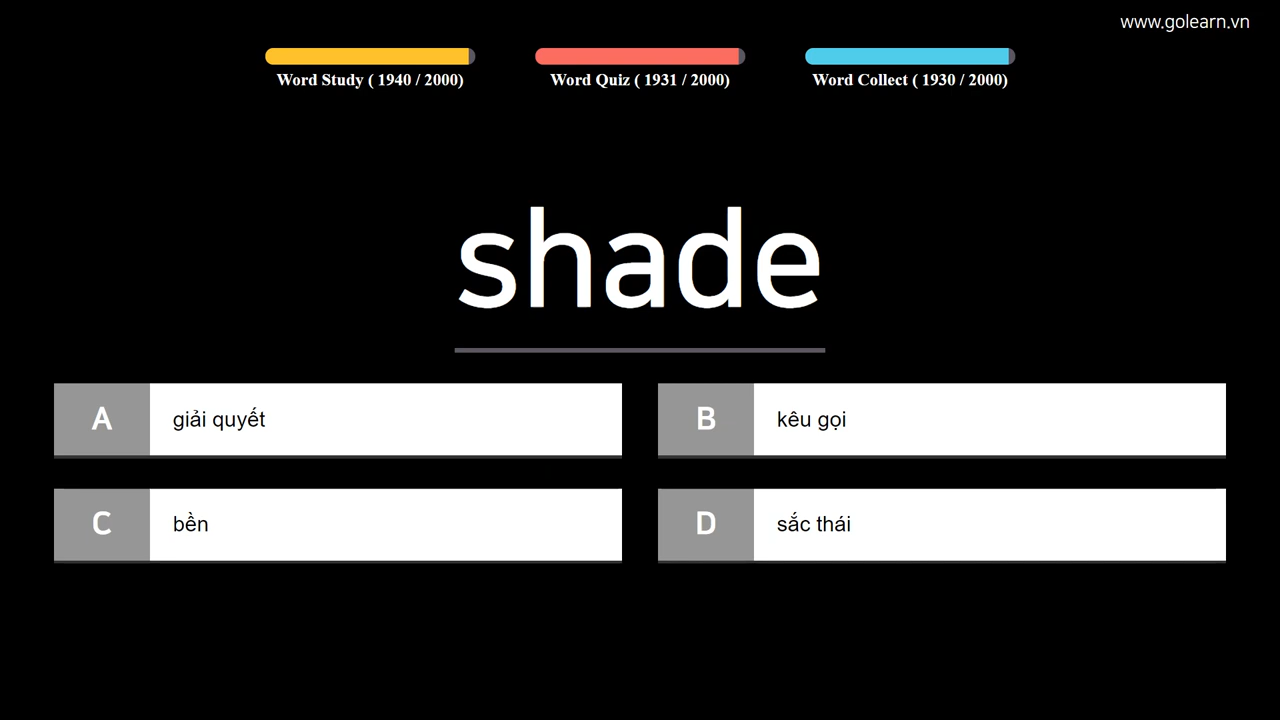 www.golearn.vn
Word Study ( 1940 / 2000)
Word Quiz ( 1931 / 2000)
Word Collect ( 1930 / 2000)
shade
A giải quyết
B kêu gọi
C bền
D sắc thái